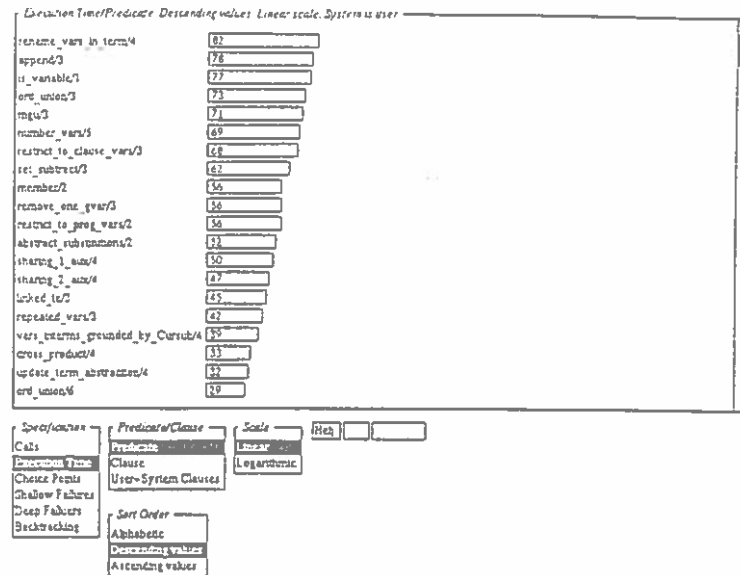 Execution Time/Predicate. Descending values. Linear scale. System is user
rename_vars_in_term/4 82
append/3 78
is_variable/1 77
ord_union/3 73
mgu/3 71
number_vars/5 69
restrict_to_clause_vars/3 68
set_subtract/3 62
member/2 56
remove_one_gvar/3 56
restrict_to_prog_vars/2 56
abstract_substitutions/2 52
sharing_1_aux/4 50
sharing_2_aux/4 47
linked_to/3 45
repeated_vars/3 42
39
cross_product/4 33
update_term_abstraction/4 32
ord_union/6 29
Specification Predicate/Clause Scale
Calls Predicate Linear
Execution Time Clause Logarithmic
Choice Points User+System Clauses
Shallow Failures
Deep Failures Sort Order
Backtracking Alphabetic
Descending values
Ascending values